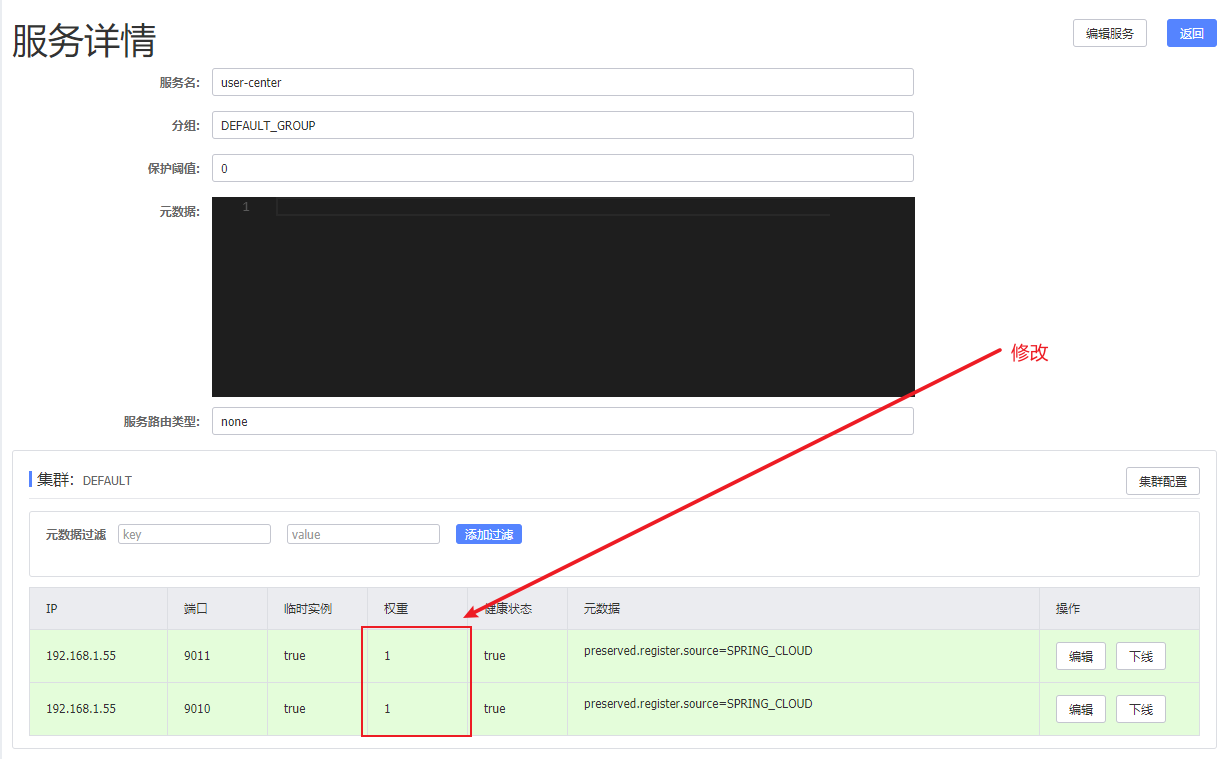 服务详情
编辑服务
返回
服务名: user-center
分组: DEFAULT_GROUP
保护阈值: 0
元数据: 1
修改
服务路由类型: none
集群: DEFAULT
集群配置
元数据过滤 key value 添加过滤
IP 端口 临时实例 权重 健康状态 元数据 操作
192.168.1.55 9011 true 1 true preserved.register.source=SPRING_CLOUD 编辑 下线
192.168.1.55 9010 true 1 true preserved.register.source=SPRING_CLOUD 编辑 下线